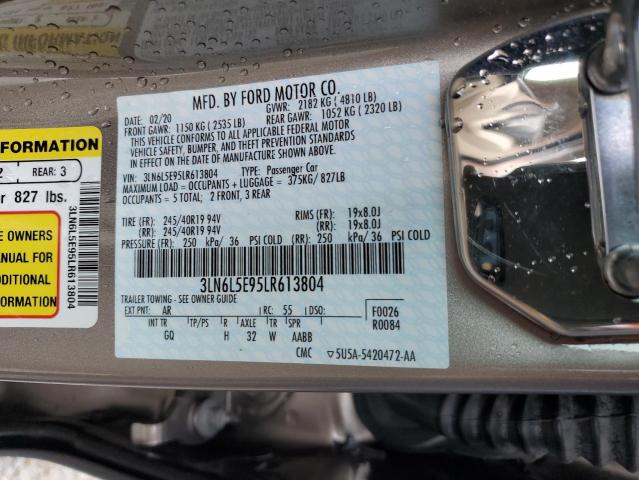 MFD. BY FORD MOTOR CO.
02/20 GVWR: 2182 KG ( 4810 LB)
FRONT GAWR: 1150 KG ( 2535 LB) REAR GAWR: 1052 KG ( 2320 LB)
THIS VEHICLE CONFORMS TO ALL APPLICABLE FEDERAL MOTOR
VEHICLE SAFETY, BUMPER, AND THEFT PREVENTION STANDARDS
IN EFFECT ON THE DATE OF MANUFACTURE SHOWN ABOVE.
VIN: 3LN6L5E95LR613804 TYPE: Passenger Car
MAXIMUM LOAD = OCCUPANTS + LUGGAGE = 375KG/ 827LB
OCCUPANTS = 5 TOTAL; 2 FRONT, 3 REAR
TIRE (FR): 245/40R19 94V RIMS (FR): 19x8.0J
(RR): 245/40R19 94V (RR): 19x8.0J
PRESSURE (FR): 250 kPa/ 36 PSI COLD (RR): 250 kPa/ 36 PSI COLD
3LN6L5E95LR613804
TRAILER TOWING - SEE OWNER GUIDE
EXT PNT: AR RC: 55 DSO: F0026
INT TR TP/PS R AXLE TR SPR R0084
GQ H 32 W AABB
CMC ▽5U5A-5420472-AA
FORMATION
2 REAR: 3
r 827 lbs.
E OWNERS
ANUAL FOR
DDITIONAL
ORMATION
3LN6L5E95LR613804